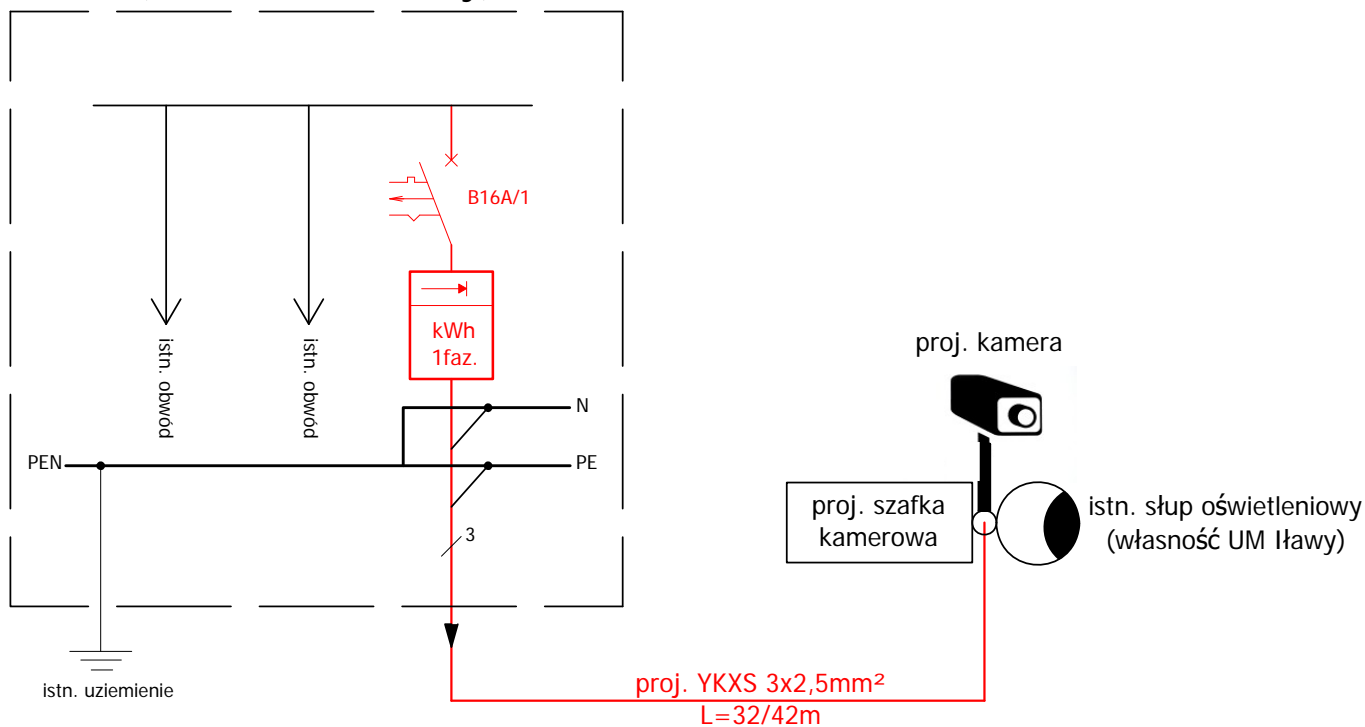 B16A/1
kWh
1faz.
istn. obwód
istn. obwód
N
PEN
PE
3
istn. uziemienie
proj. kamera
proj. szafka
kamerowa
istn. słup oświetleniowy
(własność UM Iławy)
proj. YKXS 3x2,5mm²
L=32/42m